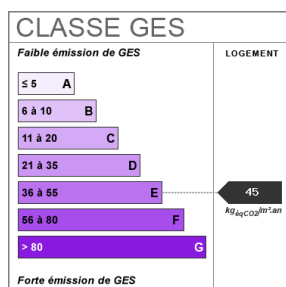 CLASSE GES
Faible émission de GES
LOGEMENT
≤ 5 A
6 à 10 B
11 à 20 C
21 à 35 D
36 à 55 E
45
kgéqCO2/m².an
56 à 80 F
> 80 G
Forte émission de GES